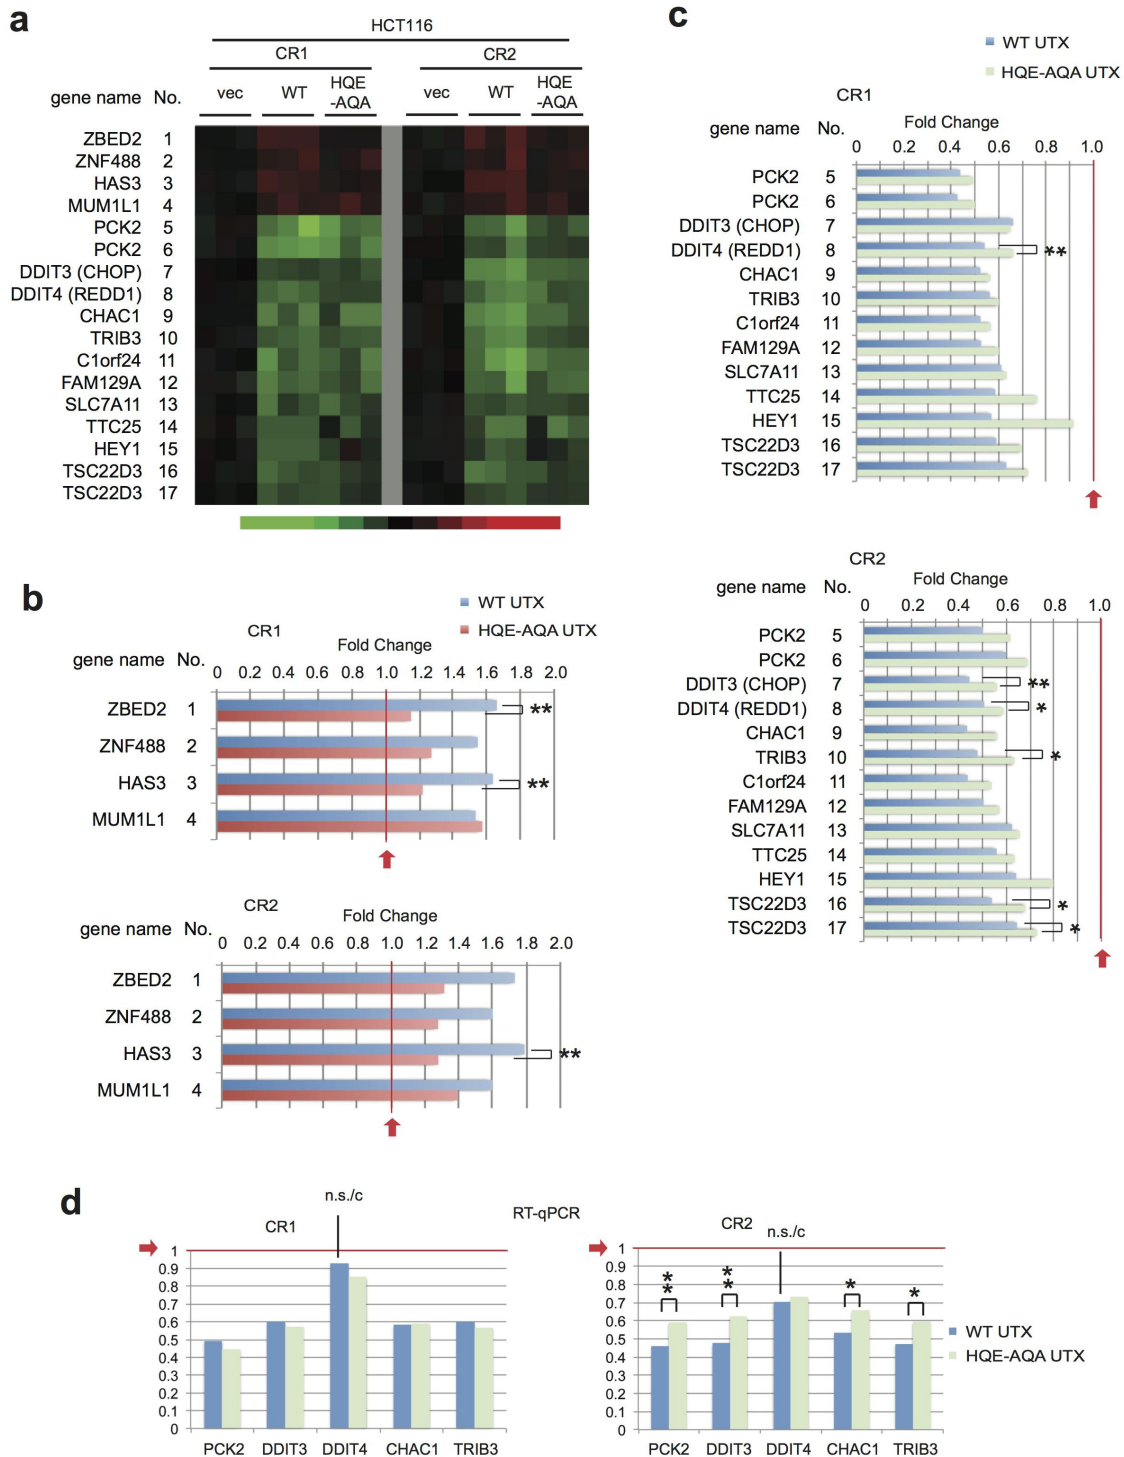 a
HCT116
CR1 CR2
gene name No. vec WT HQE -AQA vec WT HQE -AQA
ZBED2 1
ZNF488 2
HAS3 3
MUM1L1 4
PCK2 5
PCK2 6
DDIT3 (CHOP) 7
DDIT4 (REDD1) 8
CHAC1 9
TRIB3 10
C1orf24 11
FAM129A 12
SLC7A11 13
TTC25 14
HEY1 15
TSC22D3 16
TSC22D3 17
b
WT UTX
HQE-AQA UTX
CR1
Fold Change
gene name No.
0 0.2 0.4 0.6 0.8 1.0 1.2 1.4 1.6 1.8 2.0
ZBED2 1 **
ZNF488 2
HAS3 3 **
MUM1L1 4
CR2
Fold Change
gene name No.
0 0.2 0.4 0.6 0.8 1.0 1.2 1.4 1.6 1.8 2.0
ZBED2 1
ZNF488 2
HAS3 3 **
MUM1L1 4
c
WT UTX
HQE-AQA UTX
CR1
gene name No. Fold Change
0 0.2 0.4 0.6 0.8 1.0
PCK2 5
PCK2 6
DDIT3 (CHOP) 7
DDIT4 (REDD1) 8 **
CHAC1 9
TRIB3 10
C1orf24 11
FAM129A 12
SLC7A11 13
TTC25 14
HEY1 15
TSC22D3 16
TSC22D3 17
CR2
gene name No. Fold Change
0 0.2 0.4 0.6 0.8 1.0
PCK2 5
PCK2 6
DDIT3 (CHOP) 7 **
DDIT4 (REDD1) 8 *
CHAC1 9
TRIB3 10 *
C1orf24 11
FAM129A 12
SLC7A11 13
TTC25 14
HEY1 15
TSC22D3 16 *
TSC22D3 17 *
d
RT-qPCR
CR1
n.s./c
1
0.9
0.8
0.7
0.6
0.5
0.4
0.3
0.2
0.1
0
PCK2 DDIT3 DDIT4 CHAC1 TRIB3
CR2
n.s./c
** ** * *
1
0.9
0.8
0.7
0.6
0.5
0.4
0.3
0.2
0.1
0
PCK2 DDIT3 DDIT4 CHAC1 TRIB3
WT UTX
HQE-AQA UTX